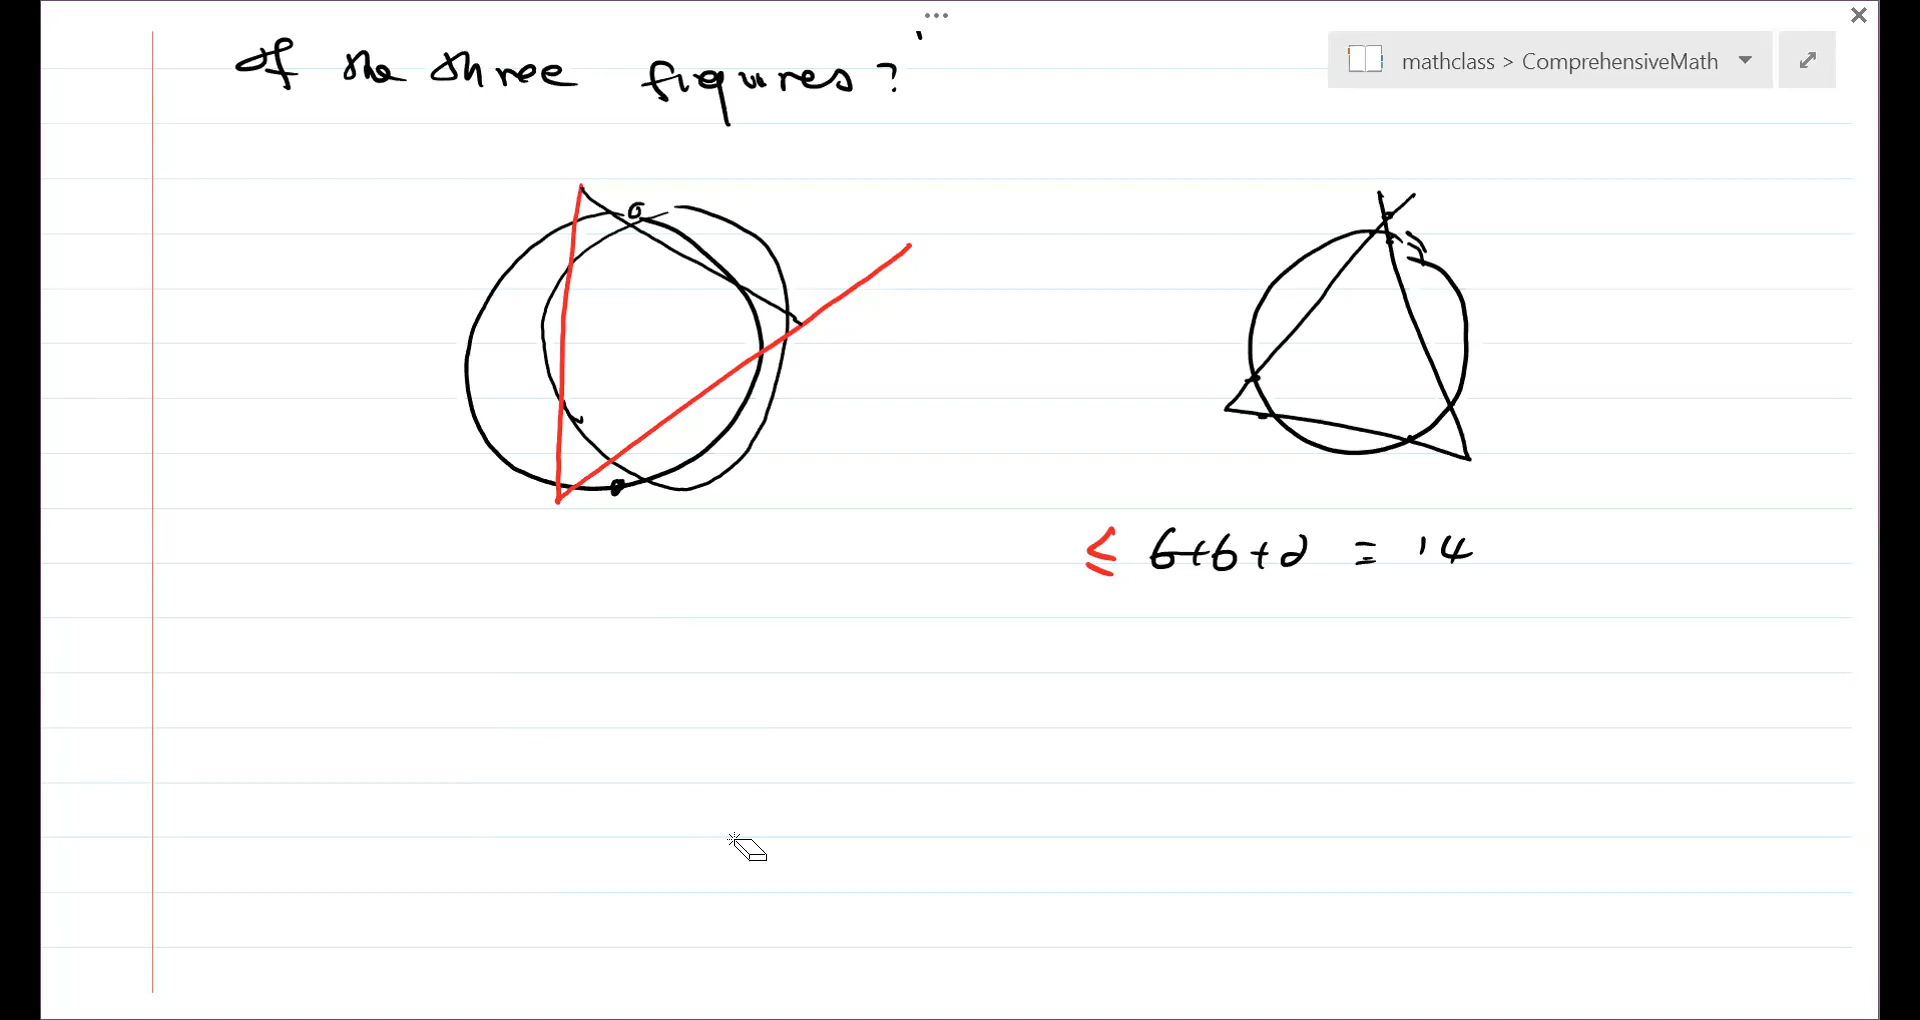 of the three figures?
mathclass > ComprehensiveMath
≤ 6+6+2 = 14